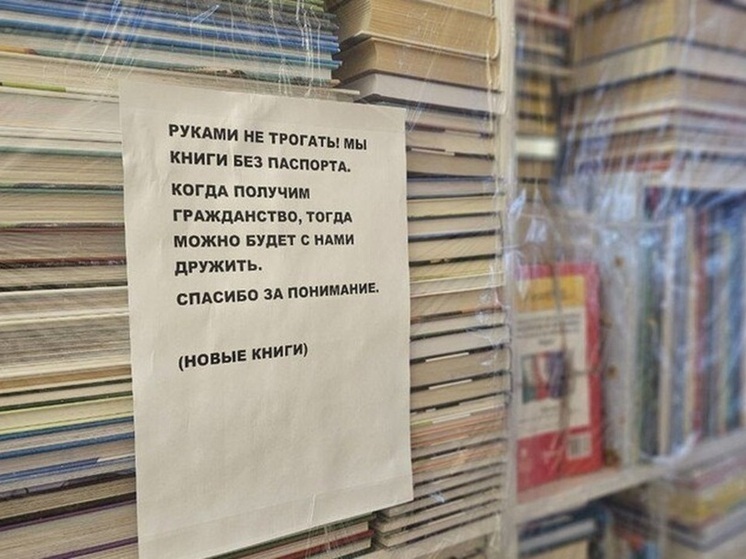 РУКАМИ НЕ ТРОГАТЬ! МЫ
КНИГИ БЕЗ ПАСПОРТА.
КОГДА ПОЛУЧИМ
ГРАЖДАНСТВО, ТОГДА
МОЖНО БУДЕТ С НАМИ
ДРУЖИТЬ.
СПАСИБО ЗА ПОНИМАНИЕ.
(НОВЫЕ КНИГИ)